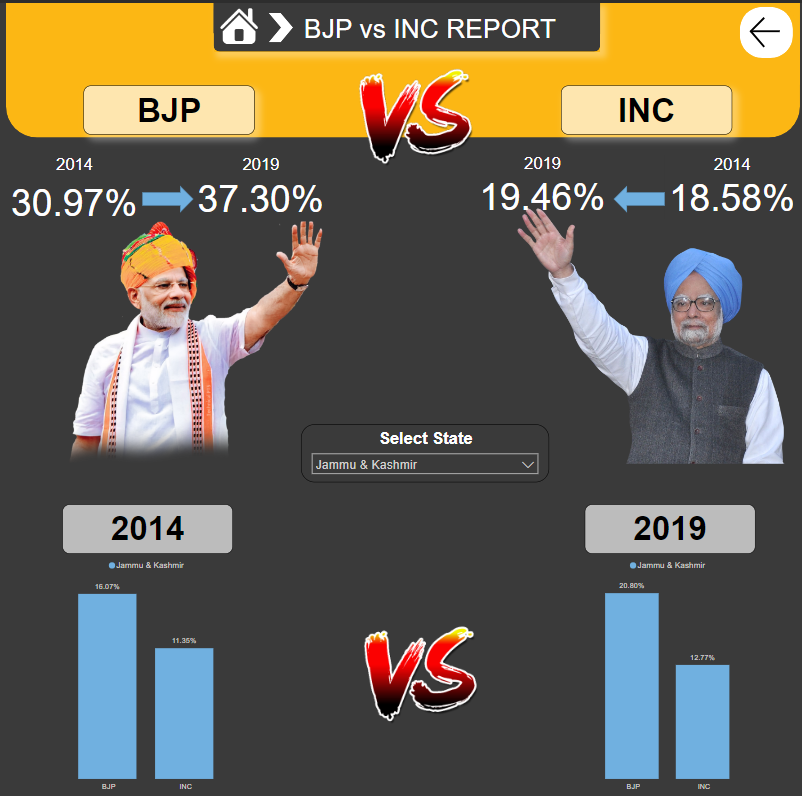 BJP vs INC REPORT
BJP
VS
INC
2014
2019
2019
2014
30.97%
37.30%
19.46%
18.58%
Select State
Jammu & Kashmir
2014
2019
Jammu & Kashmir
Jammu & Kashmir
16.07%
11.35%
20.80%
12.77%
VS
BJP
INC
BJP
INC